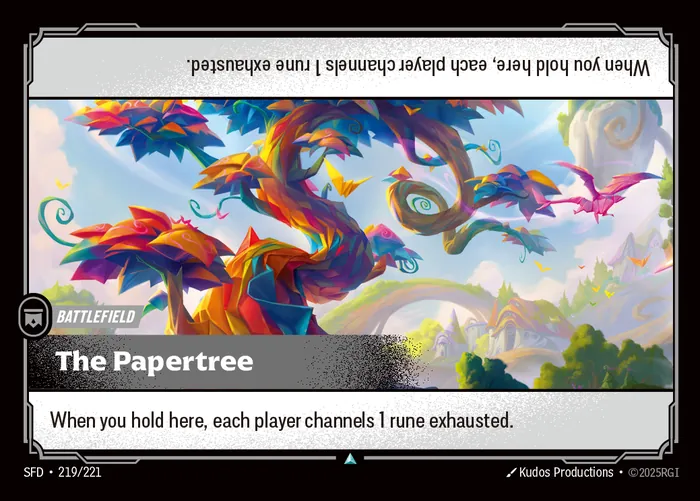 When you hold here, each player channels 1 rune exhausted.
BATTLEFIELD
The Papertree
When you hold here, each player channels 1 rune exhausted.
SFD • 219/221
Kudos Productions • ©2025RGI